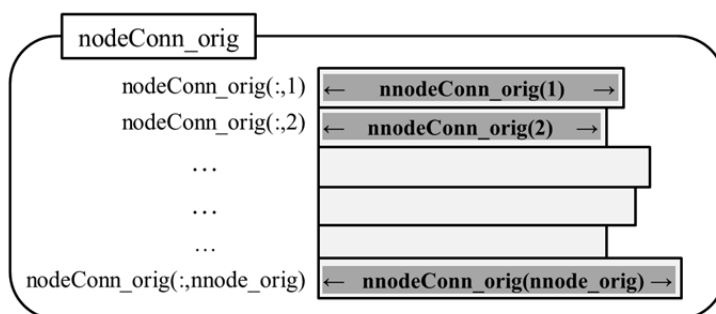 nodeConn_orig
nodeConn_orig(:,1) ← nnodeConn_orig(1) →
nodeConn_orig(:,2) ← nnodeConn_orig(2) →
…
…
…
nodeConn_orig(:,nnode_orig) ← nnodeConn_orig(nnode_orig) →